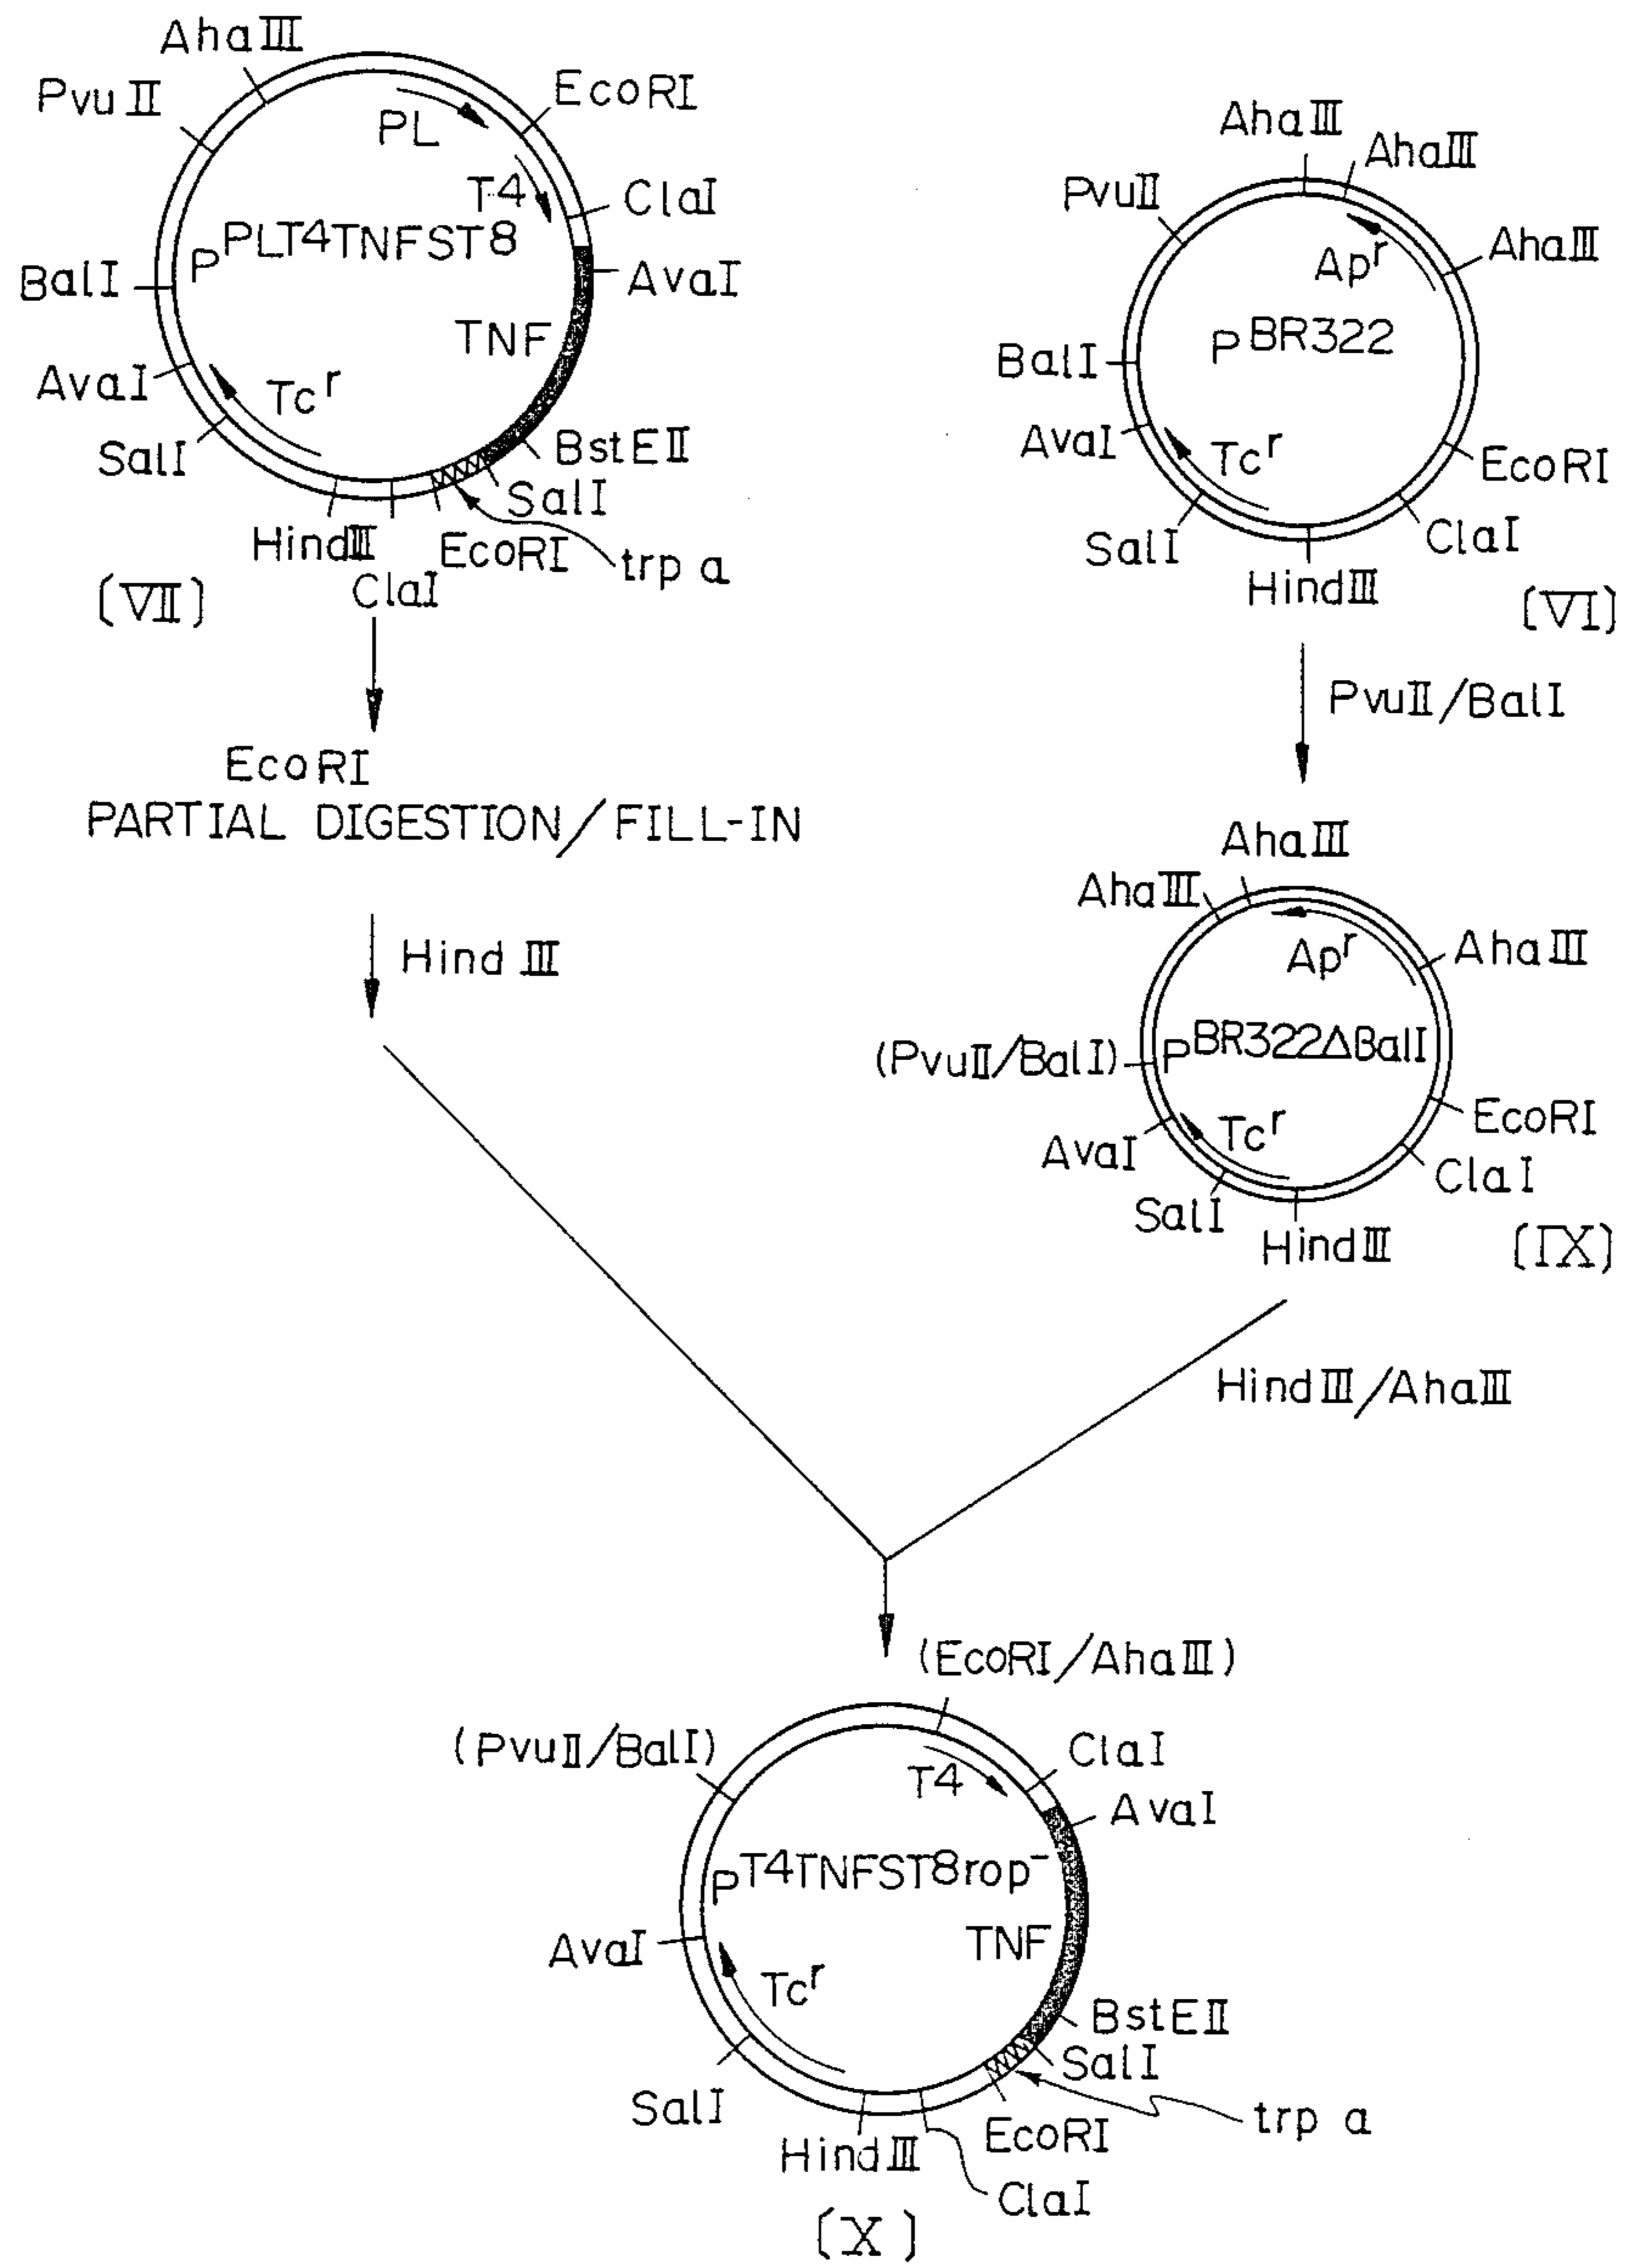 AhaIII
PvuII
EcoRI
PL
T4
ClaI
pPLT4TNFST8
BalI
AvaI
TNF
AvaI
Tcr
SalI
BstEII
SalI
HindIII
EcoRI
trp a
ClaI
(VII)
EcoRI
PARTIAL DIGESTION/FILL-IN
Hind III
AhaIII
AhaIII
PvuII
AhaIII
Apr
pBR322
BalI
AvaI
Tcr
EcoRI
SalI
ClaI
HindIII
(VI)
PvuII/BalI
AhaIII
AhaIII
AhaIII
Apr
(PvuII/BalI)
pBR322ΔBalI
EcoRI
Tcr
AvaI
ClaI
SalI
HindIII
(IX)
HindIII/AhaIII
(EcoRI/AhaIII)
(PvuII/BalI)
ClaI
T4
AvaI
pT4TNFST8rop-
TNF
AvaI
Tcr
BstEII
SalI
SalI
trp a
EcoRI
HindIII
ClaI
(X)